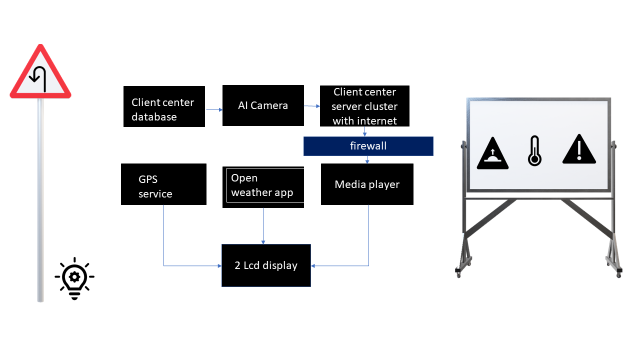 Client center
database
AI Camera
Client center
server cluster
with internet
firewall
GPS
service
Open
weather app
Media player
2 Lcd display